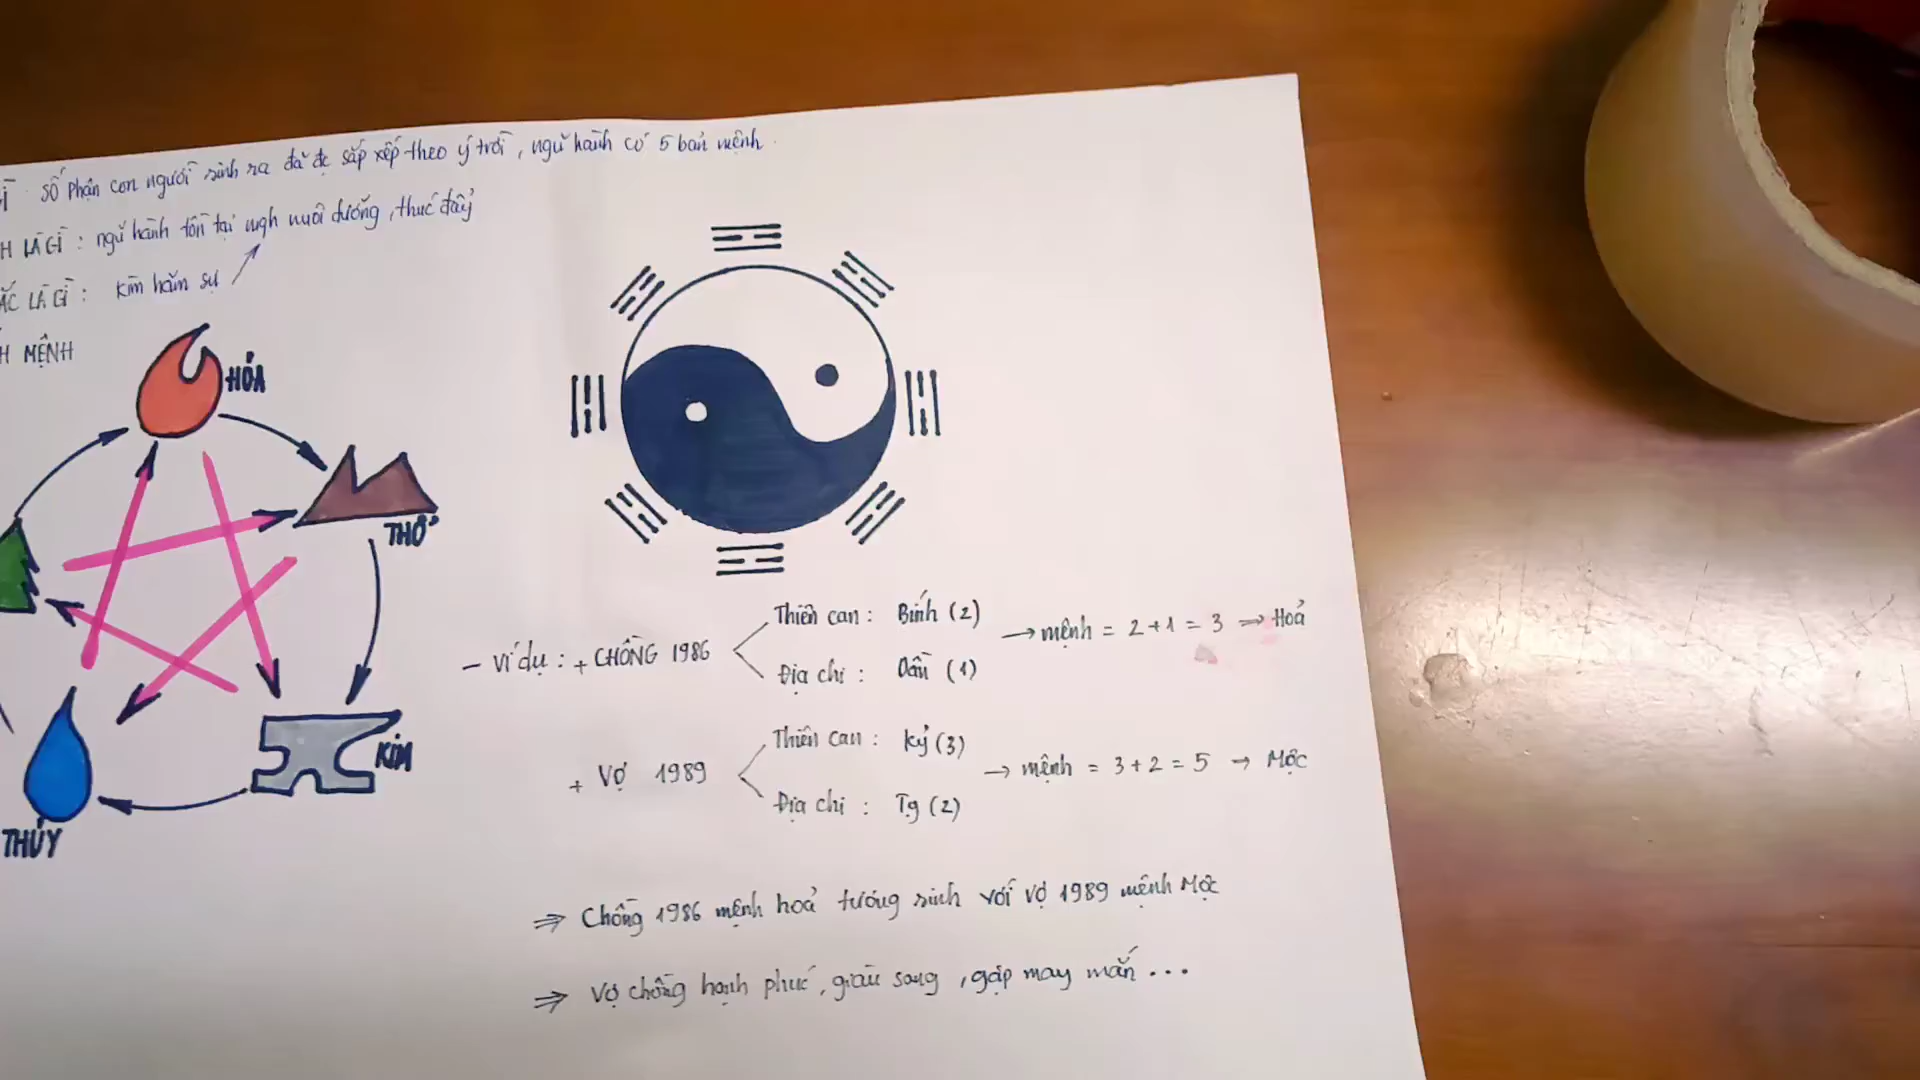 Ì số phận con người sinh ra đã đc sắp xếp theo ý trời, ngũ hành có 5 bản mệnh.
H LÀ GÌ: ngũ hành tồn tại ngh nuôi dưỡng, thúc đẩy
ẮC LÀ GÌ: kìm hãm sự
H MỆNH
HỎA
THỔ
KIM
THỦY
- Ví dụ: + CHỒNG 1986
Thiên can: Bính (2)
Địa chi: Dần (1)
→ mệnh = 2+1 = 3 → Hoả
+ Vợ 1989
Thiên can: Kỷ (3)
Địa chi: Tỵ (2)
→ mệnh = 3+2 = 5 → Mộc
⇒ Chồng 1986 mệnh hoả tương sinh với vợ 1989 mệnh Mộc
⇒ Vợ chồng hạnh phúc, giàu sang, gặp may mắn...